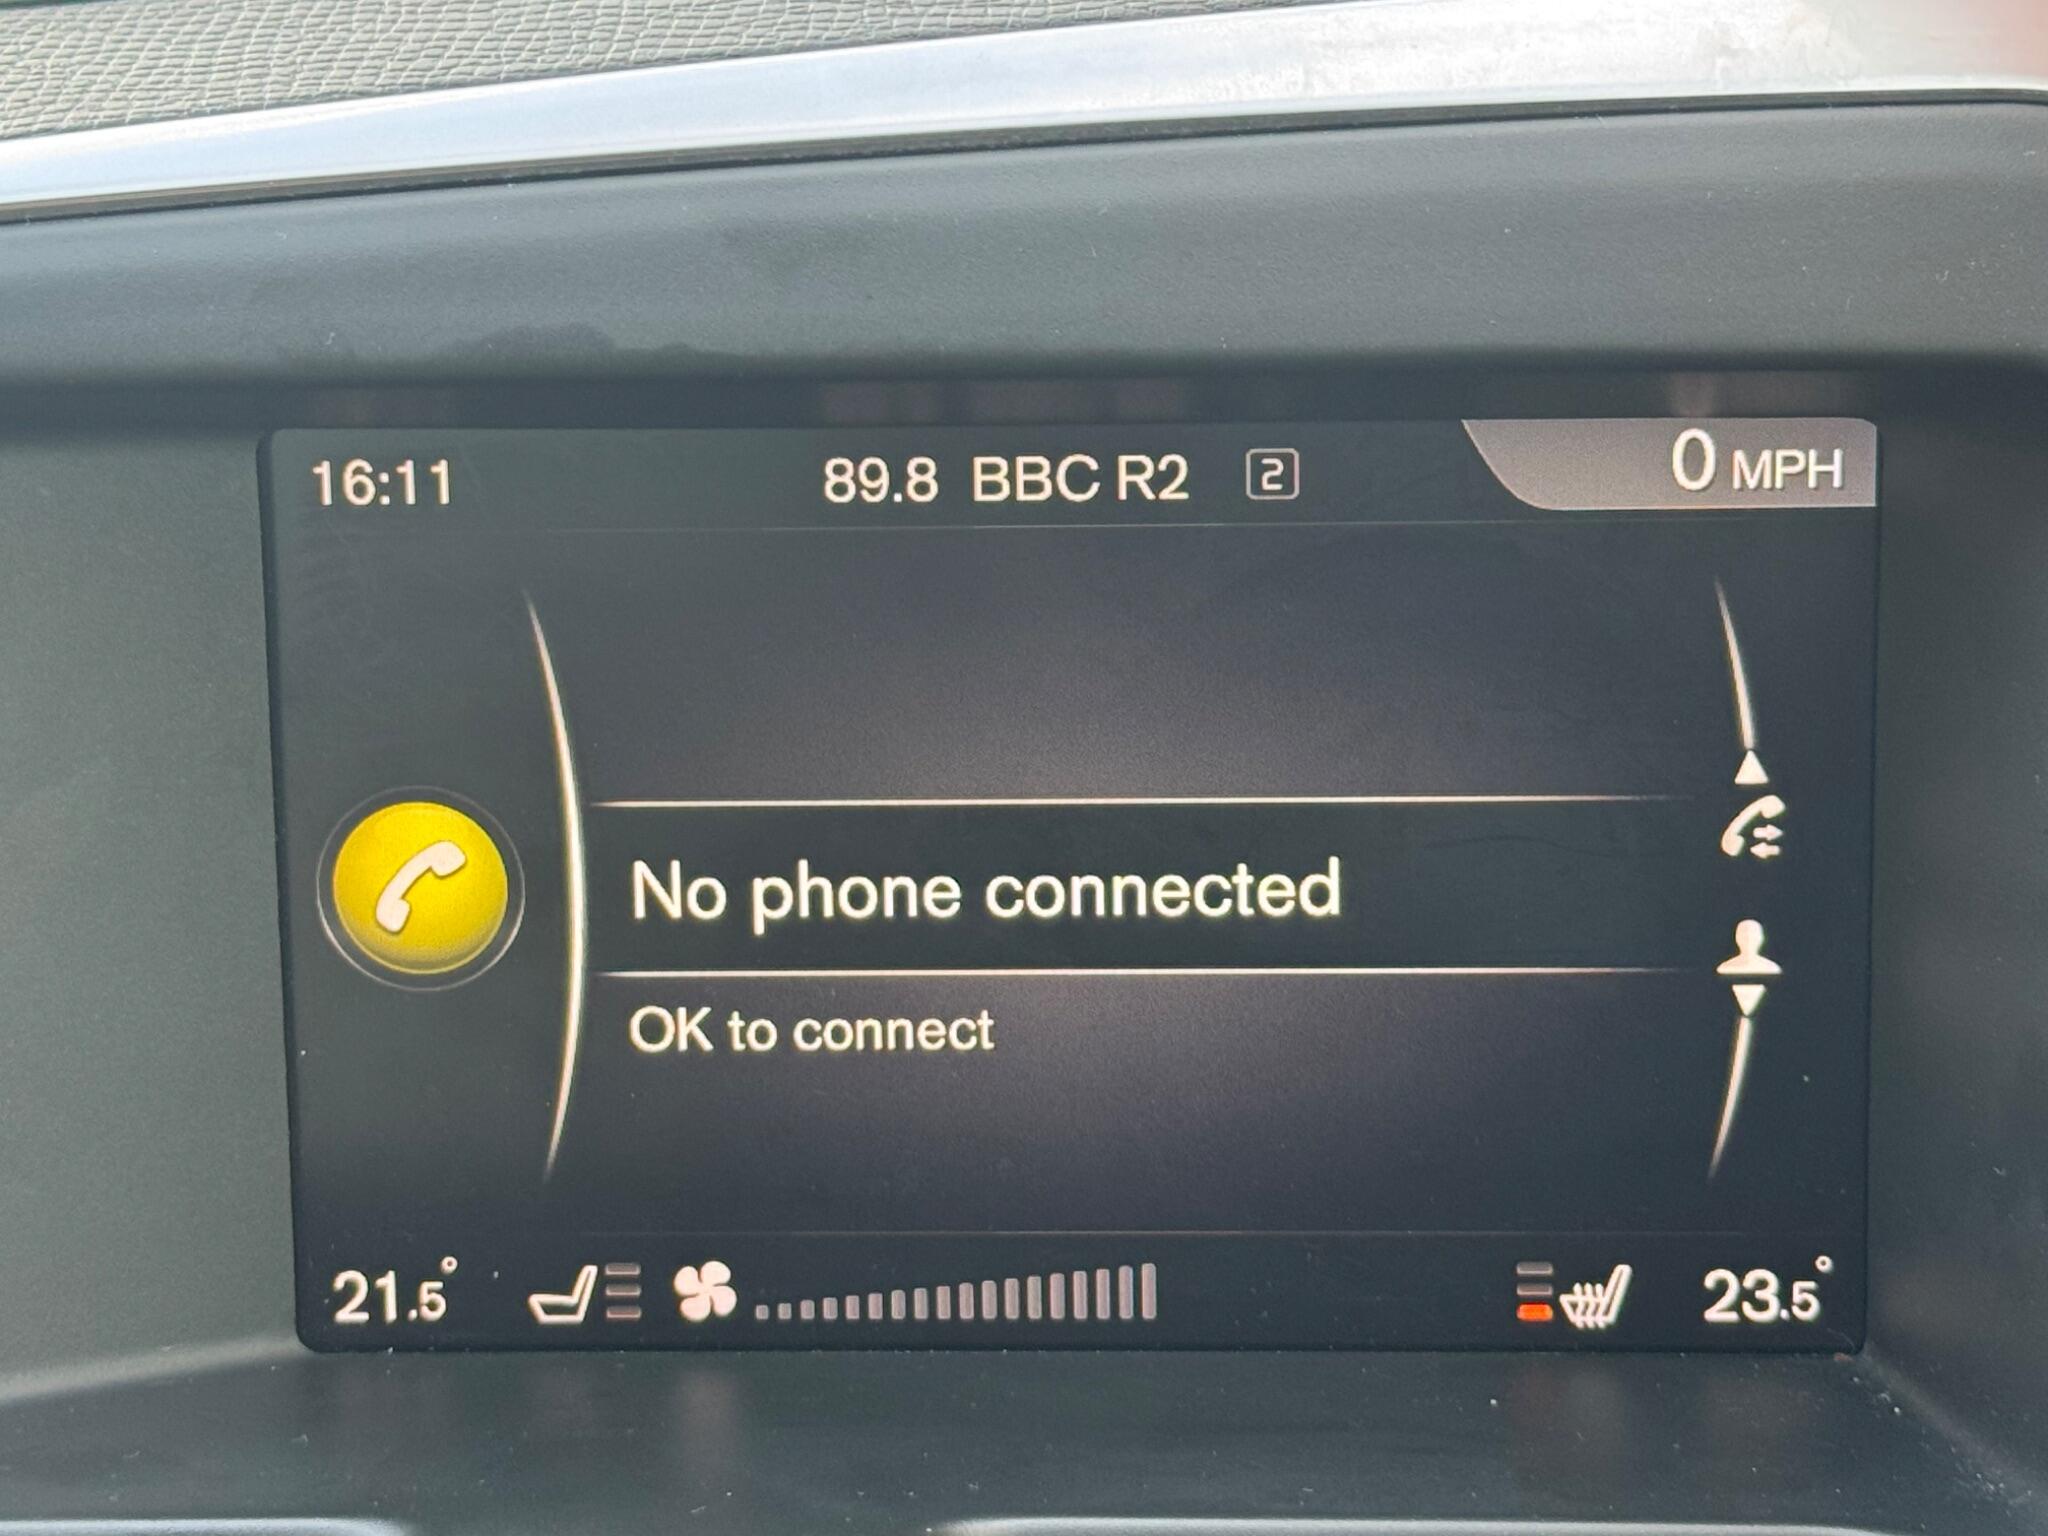 16:11 89.8 BBC R2 2 0 MPH
No phone connected
OK to connect
21.5° 23.5°